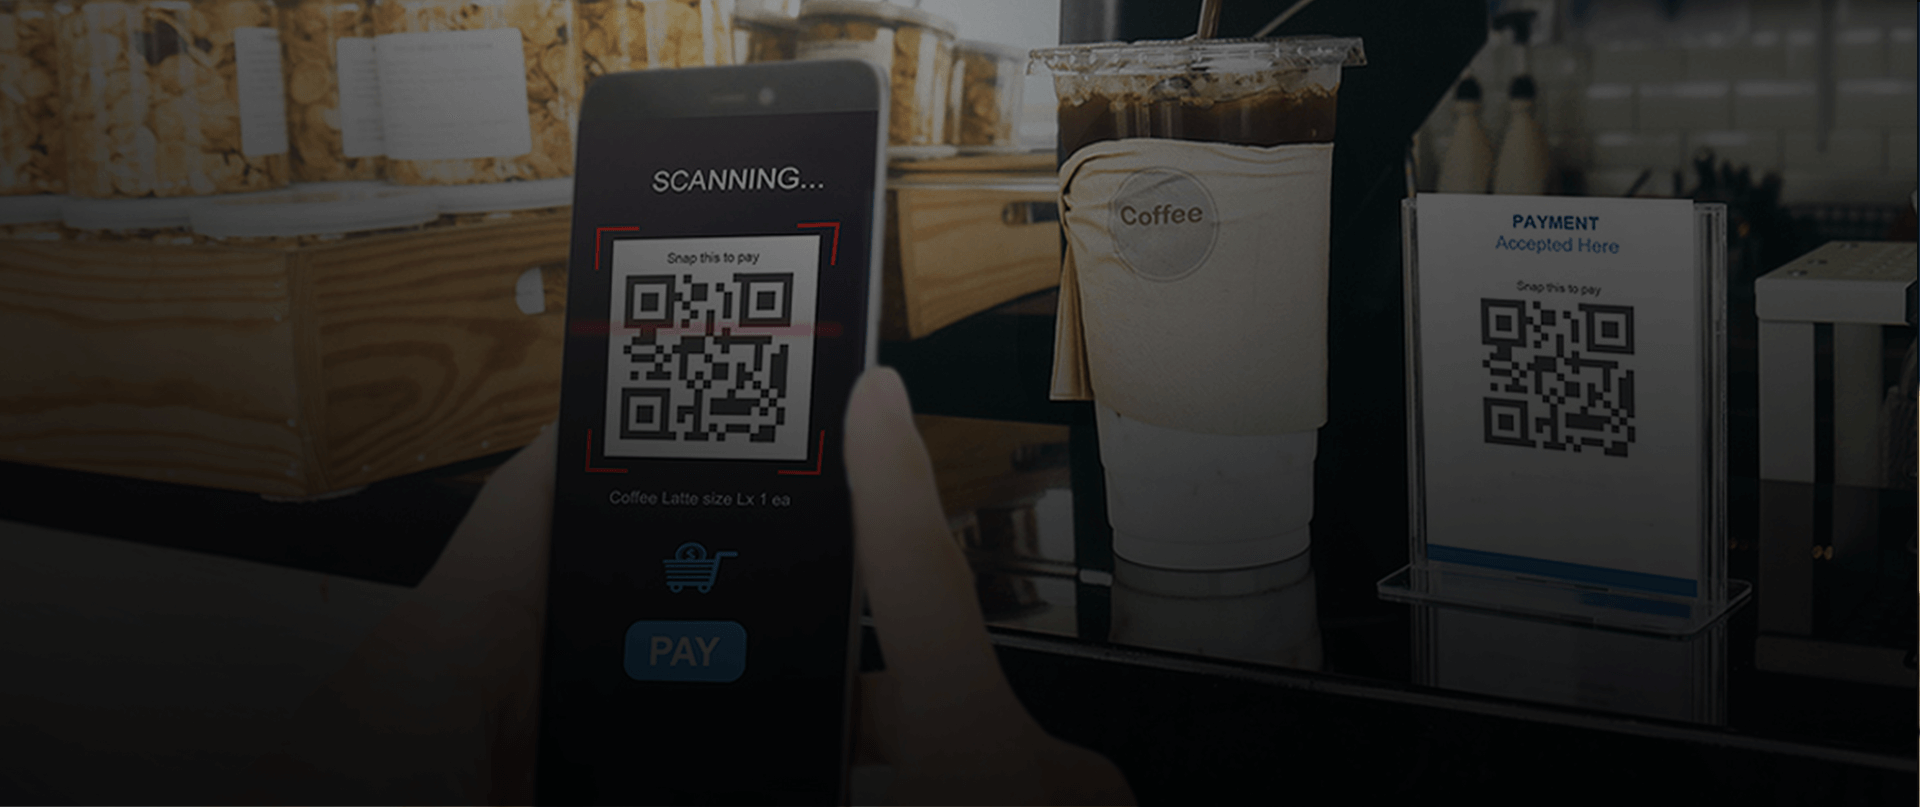 SCANNING...
Snap this to pay
Coffee Latte size Lx 1 ea
PAY
Coffee
PAYMENT
Accepted Here
Snap this to pay